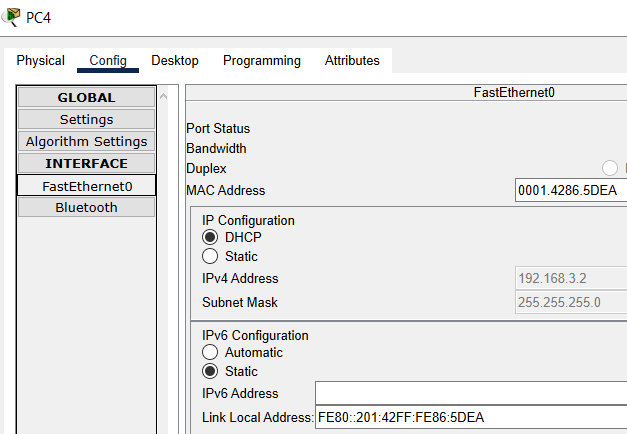 PC4
Physical Config Desktop Programming Attributes
GLOBAL
Settings
Algorithm Settings
INTERFACE
FastEthernet0
Bluetooth
FastEthernet0
Port Status
Bandwidth
Duplex
MAC Address 0001.4286.5DEA
IP Configuration
DHCP
Static
IPv4 Address 192.168.3.2
Subnet Mask 255.255.255.0
IPv6 Configuration
Automatic
Static
IPv6 Address
Link Local Address: FE80::201:42FF:FE86:5DEA